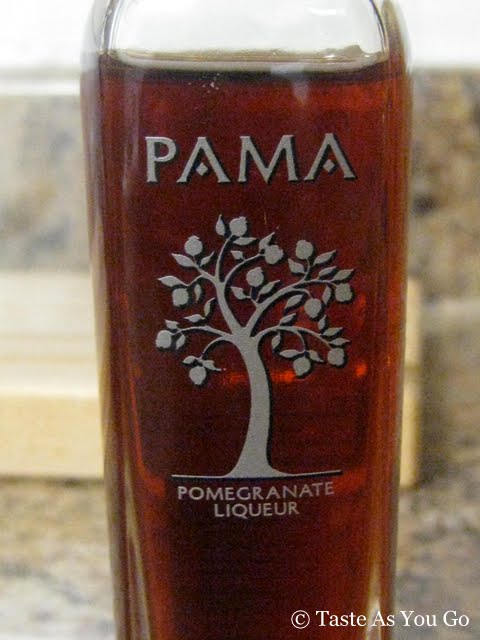 PAMA
POMEGRANATE
LIQUEUR
© Taste As You Go